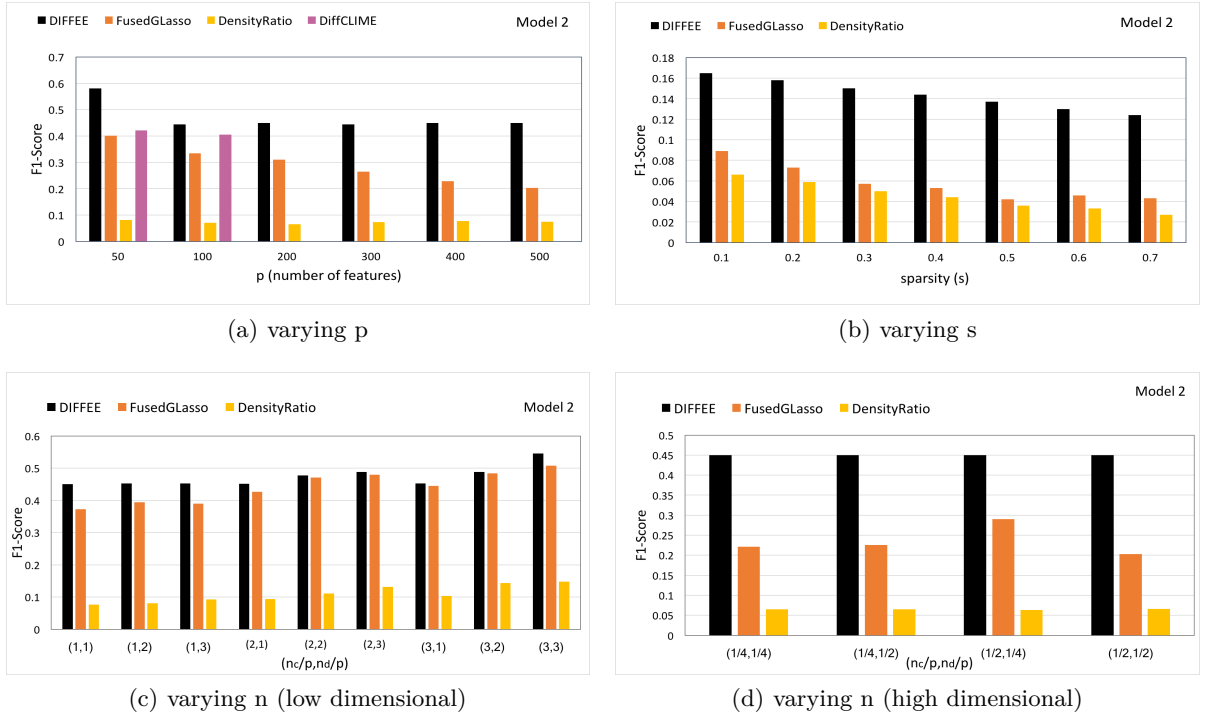 DIFFEE FusedGLasso DensityRatio DiffCLIME Model 2
0.7
0.6
0.5
0.4
0.3
0.2
0.1
0
F1-Score
50 100 200 300 400 500
p (number of features)
(a) varying p
DIFFEE FusedGLasso DensityRatio Model 2
0.18
0.16
0.14
0.12
0.1
0.08
0.06
0.04
0.02
0
F1-Score
0.1 0.2 0.3 0.4 0.5 0.6 0.7
sparsity (s)
(b) varying s
Model 2
DIFFEE FusedGLasso DensityRatio
0.6
0.5
0.4
0.3
0.2
0.1
0
F1-Score
(1,1) (1,2) (1,3) (2,1) (2,2) (2,3) (3,1) (3,2) (3,3)
(nc/p,nd/p)
(c) varying n (low dimensional)
Model 2
DIFFEE FusedGLasso DensityRatio
0.5
0.45
0.4
0.35
0.3
0.25
0.2
0.15
0.1
0.05
0
F1-Score
(1/4,1/4) (1/4,1/2) (1/2,1/4) (1/2,1/2)
(nc/p,nd/p)
(d) varying n (high dimensional)